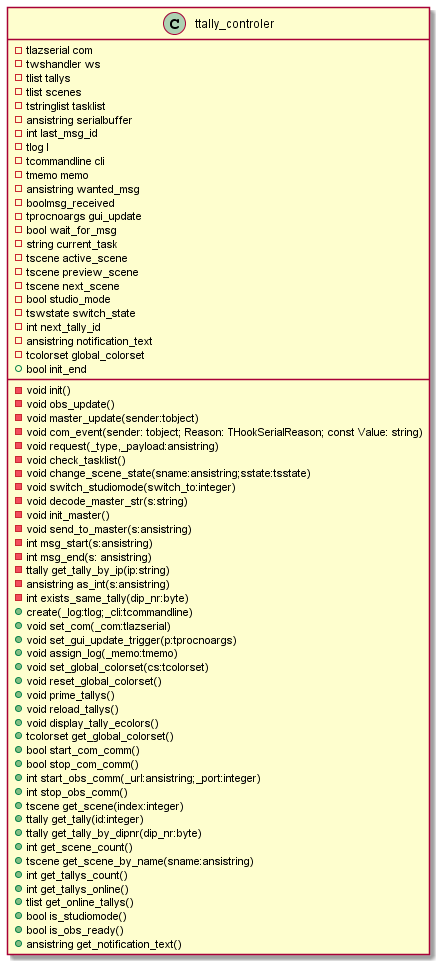 C ttally_controler
tlazserial com
twshandler ws
tlist tallys
tlist scenes
tstringlist tasklist
ansistring serialbuffer
int last_msg_id
tlog l
tcommandline cli
tmemo memo
ansistring wanted_msg
boolmsg_received
tprocnoargs gui_update
bool wait_for_msg
string current_task
tscene active_scene
tscene preview_scene
tscene next_scene
bool studio_mode
tswstate switch_state
int next_tally_id
ansistring notification_text
tcolorset global_colorset
bool init_end
void init()
void obs_update()
void master_update(sender:tobject)
void com_event(sender: tobject; Reason: THookSerialReason; const Value: string)
void request(_type,_payload:ansistring)
void check_tasklist()
void change_scene_state(sname:ansistring;sstate:tsstate)
void switch_studiomode(switch_to:integer)
void decode_master_str(s:string)
void init_master()
void send_to_master(s:ansistring)
int msg_start(s:ansistring)
int msg_end(s: ansistring)
ttally get_tally_by_ip(ip:string)
ansistring as_int(s:ansistring)
int exists_same_tally(dip_nr:byte)
create(_log:tlog;_cli:tcommandline)
void set_com(_com:tlazserial)
void set_gui_update_trigger(p:tprocnoargs)
void assign_log(_memo:tmemo)
void set_global_colorset(cs:tcolorset)
void reset_global_colorset()
void prime_tallys()
void reload_tallys()
void display_tally_ecolors()
tcolorset get_global_colorset()
bool start_com_comm()
bool stop_com_comm()
int start_obs_comm(_url:ansistring;_port:integer)
int stop_obs_comm()
tscene get_scene(index:integer)
ttally get_tally(id:integer)
ttally get_tally_by_dipnr(dip_nr:byte)
int get_scene_count()
tscene get_scene_by_name(sname:ansistring)
int get_tallys_count()
int get_tallys_online()
tlist get_online_tallys()
bool is_studiomode()
bool is_obs_ready()
ansistring get_notification_text()